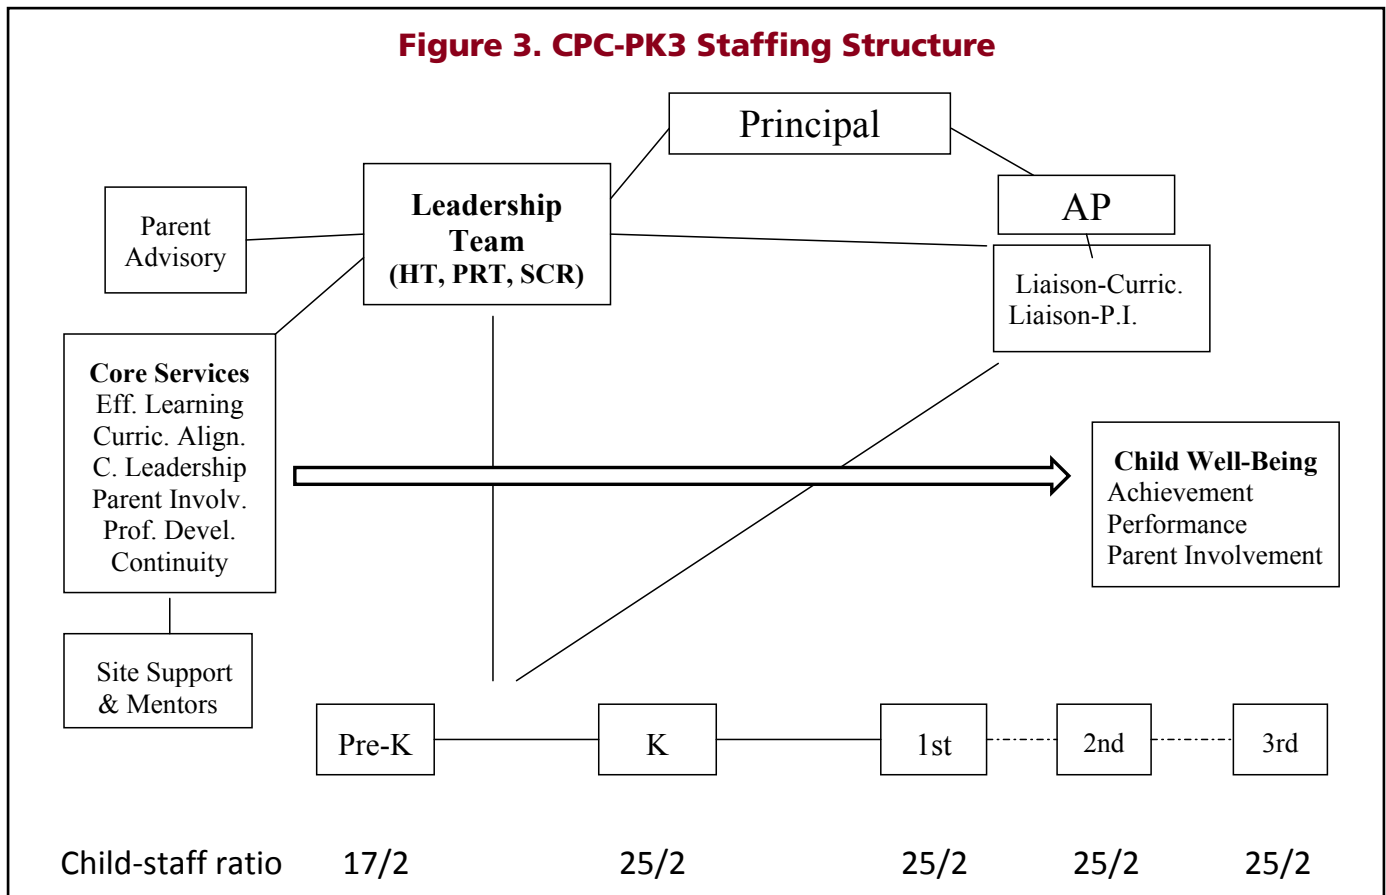 Figure 3. CPC-PK3 Staffing Structure
Principal
Leadership
Team
(HT, PRT, SCR)
AP
Parent
Advisory
Liaison-Curric.
Liaison-P.I.
Core Services
Eff. Learning
Curric. Align.
C. Leadership
Parent Involv.
Prof. Devel.
Continuity
Child Well-Being
Achievement
Performance
Parent Involvement
Site Support
& Mentors
Pre-K
K
1st
2nd
3rd
Child-staff ratio 17/2 25/2 25/2 25/2 25/2